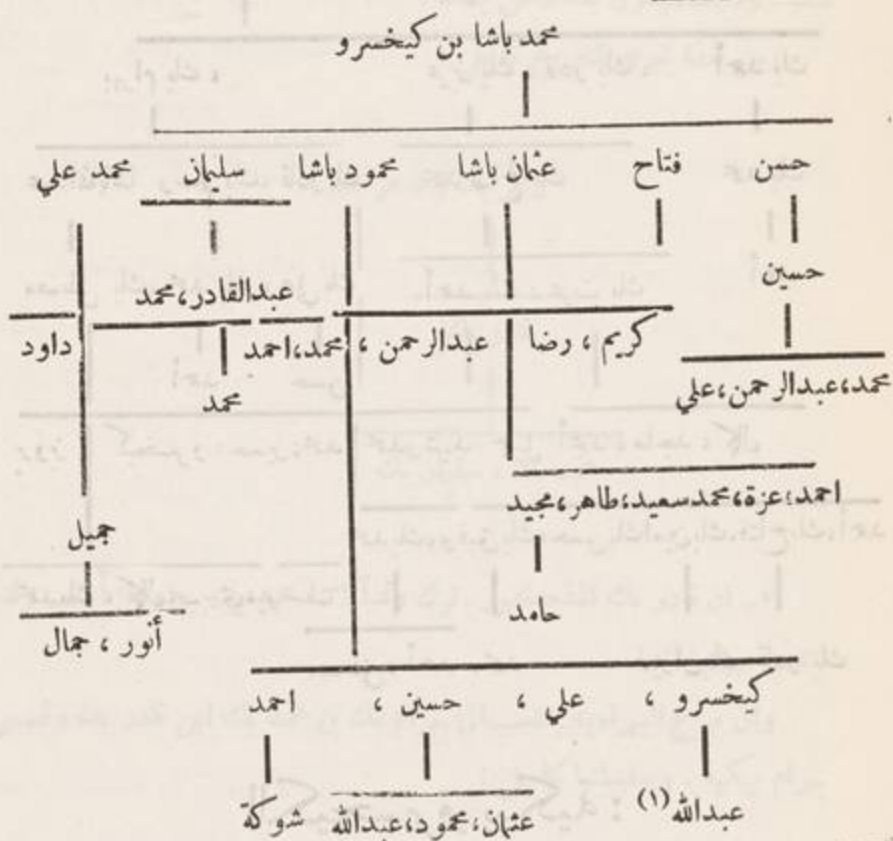 محمد باشا بن كيخسرو
حسن فتاح عثمان باشا محمود باشا سليمان محمد علي
حسين
عبدالقادر، محمد
كريم ، رضا عبدالرحمن ، محمد، احمد داود
محمد، عبدالرحمن، علي
محمد
احمد، عزة، محمد سعيد، طاهر، مجيد
جميل
حامد
أنور ، جمال
كيخسرو ، علي ، حسين ، احمد
عبدالله (١) عثمان، محمود، عبدالله شوكة